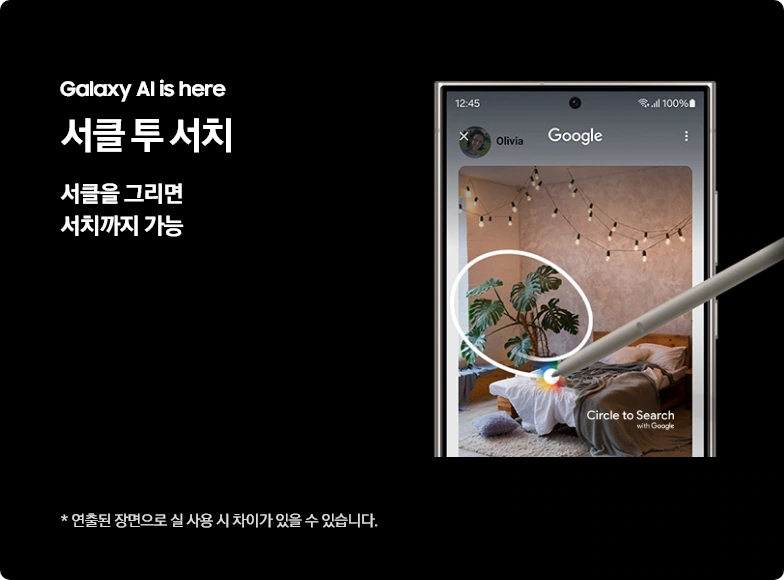 Galaxy AI is here
서클 투 서치
서클을 그리면
서치까지 가능
12:45
100%
Olivia
Google
Circle to Search
with Google
* 연출된 장면으로 실 사용 시 차이가 있을 수 있습니다.